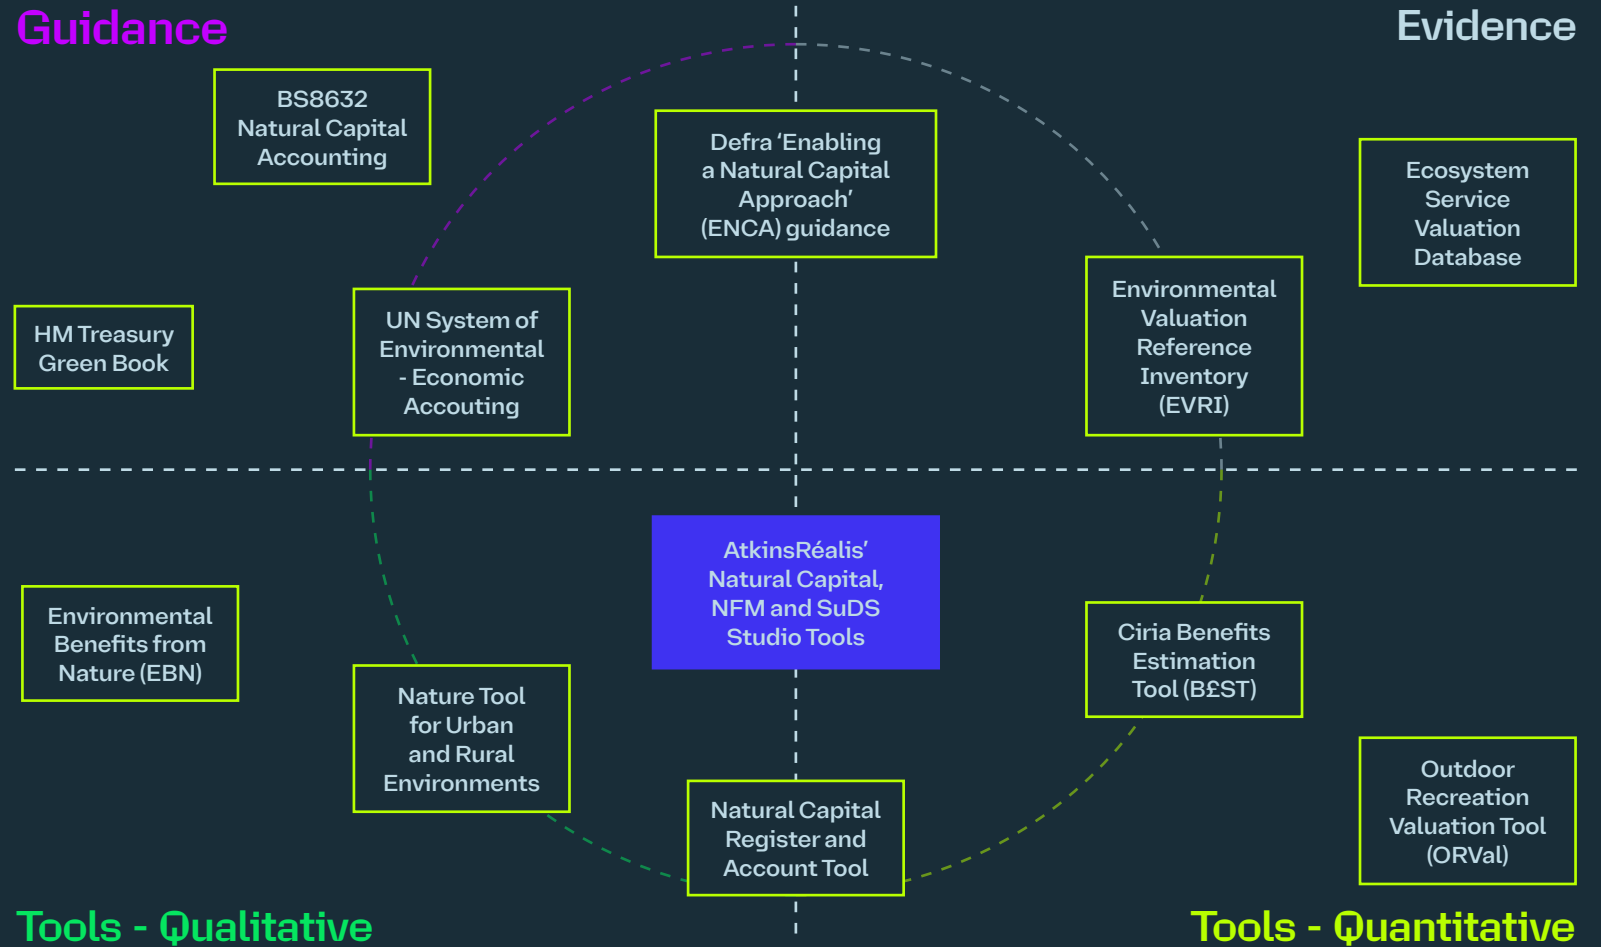 Guidance
Evidence
BS8632
Natural Capital
Accounting
Defra ‘Enabling
a Natural Capital
Approach’
(ENCA) guidance
Ecosystem
Service
Valuation
Database
HM Treasury
Green Book
UN System of
Environmental
- Economic
Accouting
Environmental
Valuation
Reference
Inventory
(EVRI)
AtkinsRéalis’
Natural Capital,
NFM and SuDS
Studio Tools
Environmental
Benefits from
Nature (EBN)
Nature Tool
for Urban
and Rural
Environments
Natural Capital
Register and
Account Tool
Ciria Benefits
Estimation
Tool (B£ST)
Outdoor
Recreation
Valuation Tool
(ORVal)
Tools - Qualitative
Tools - Quantitative